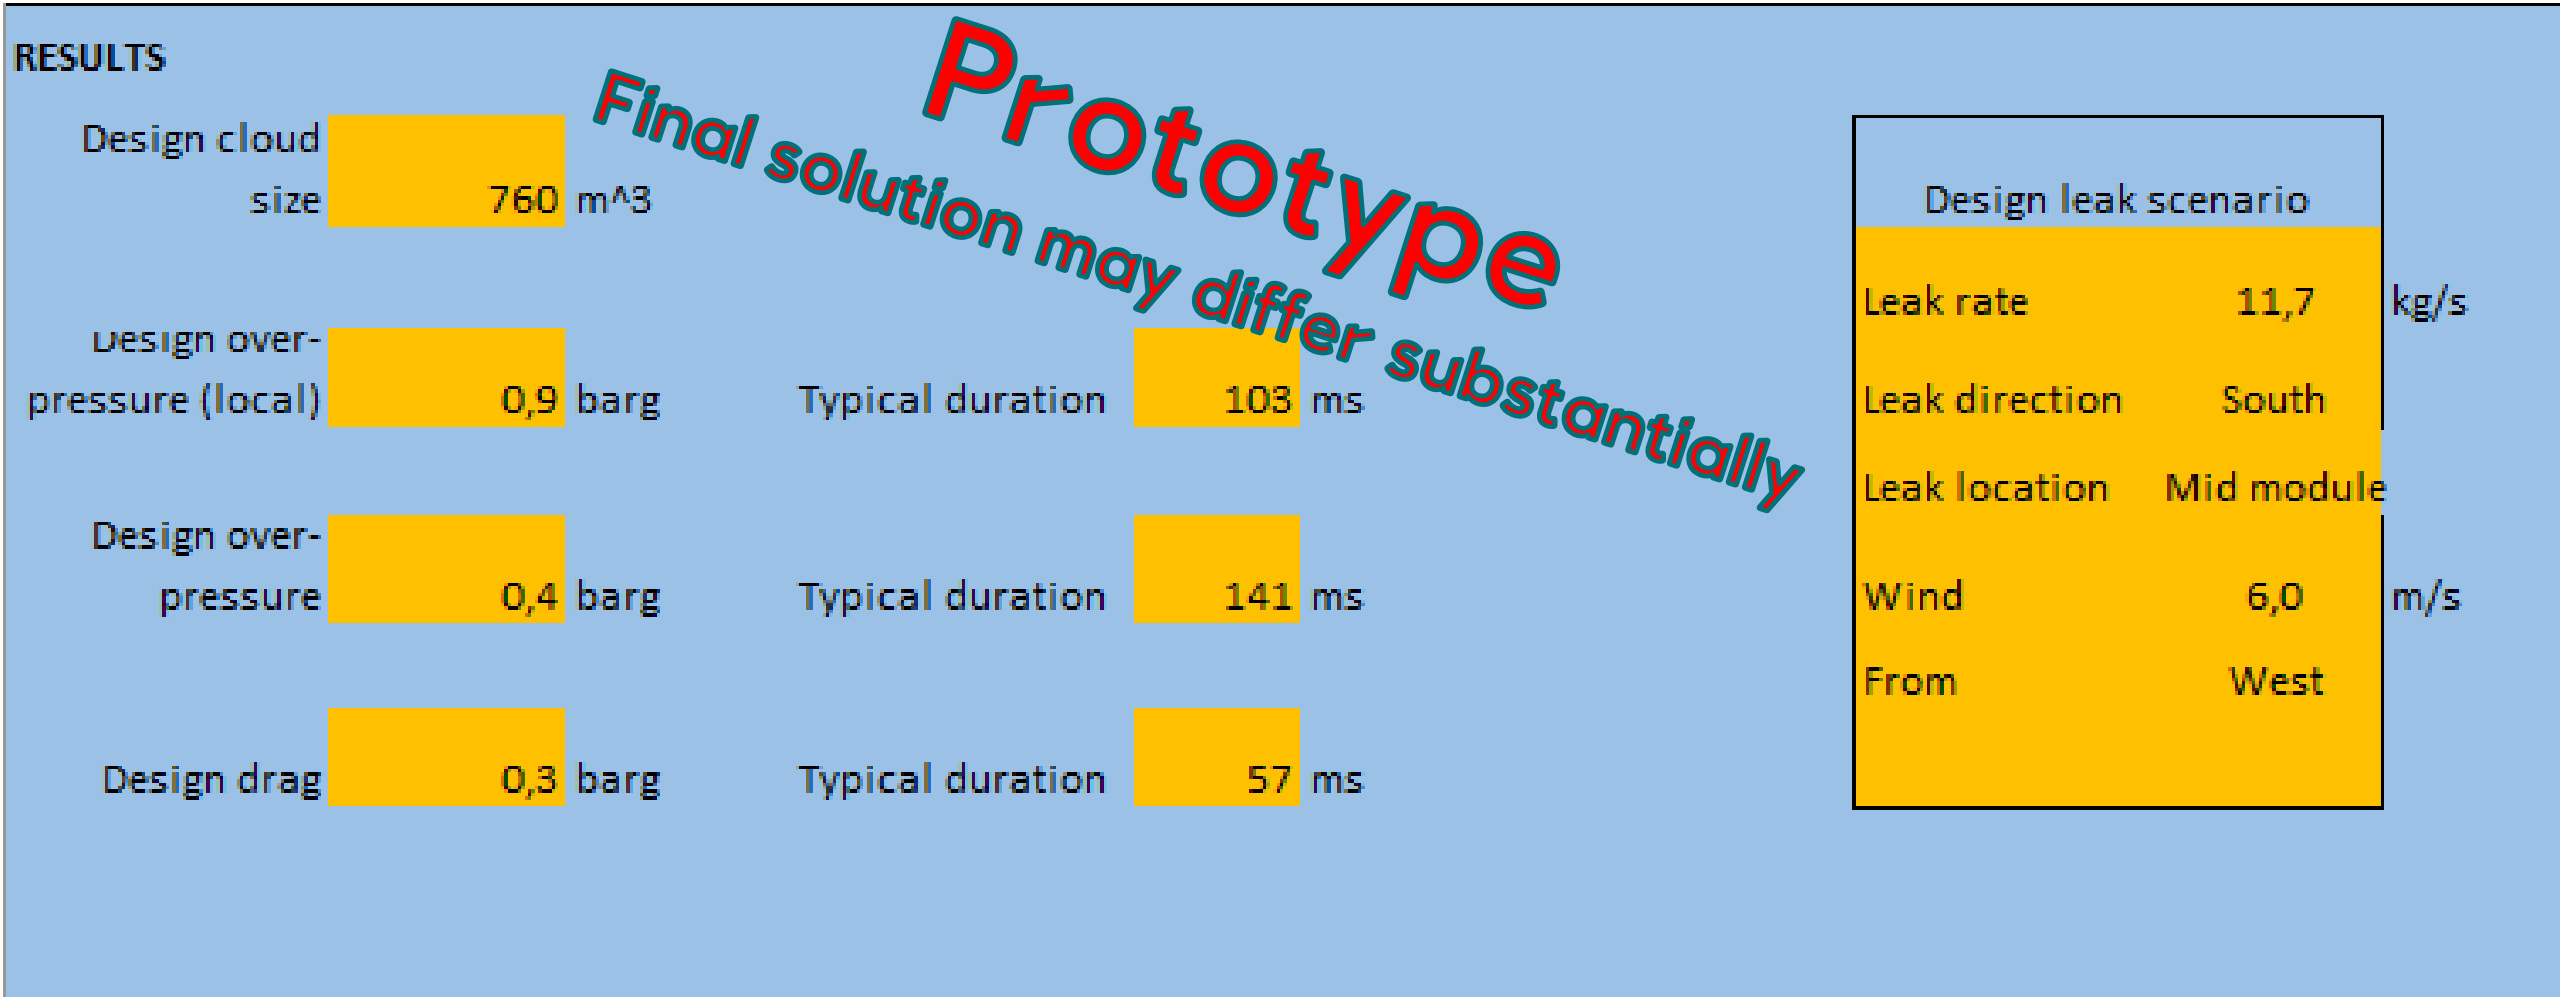 RESULTS
Prototype
Final solution may differ substantially
Design cloud
size 760 m^3
Design over-
pressure (local) 0,9 barg Typical duration 103 ms
Design over-
pressure 0,4 barg Typical duration 141 ms
Design drag 0,3 barg Typical duration 57 ms
Design leak scenario
Leak rate 11,7 kg/s
Leak direction South
Leak location Mid module
Wind 6,0 m/s
From West